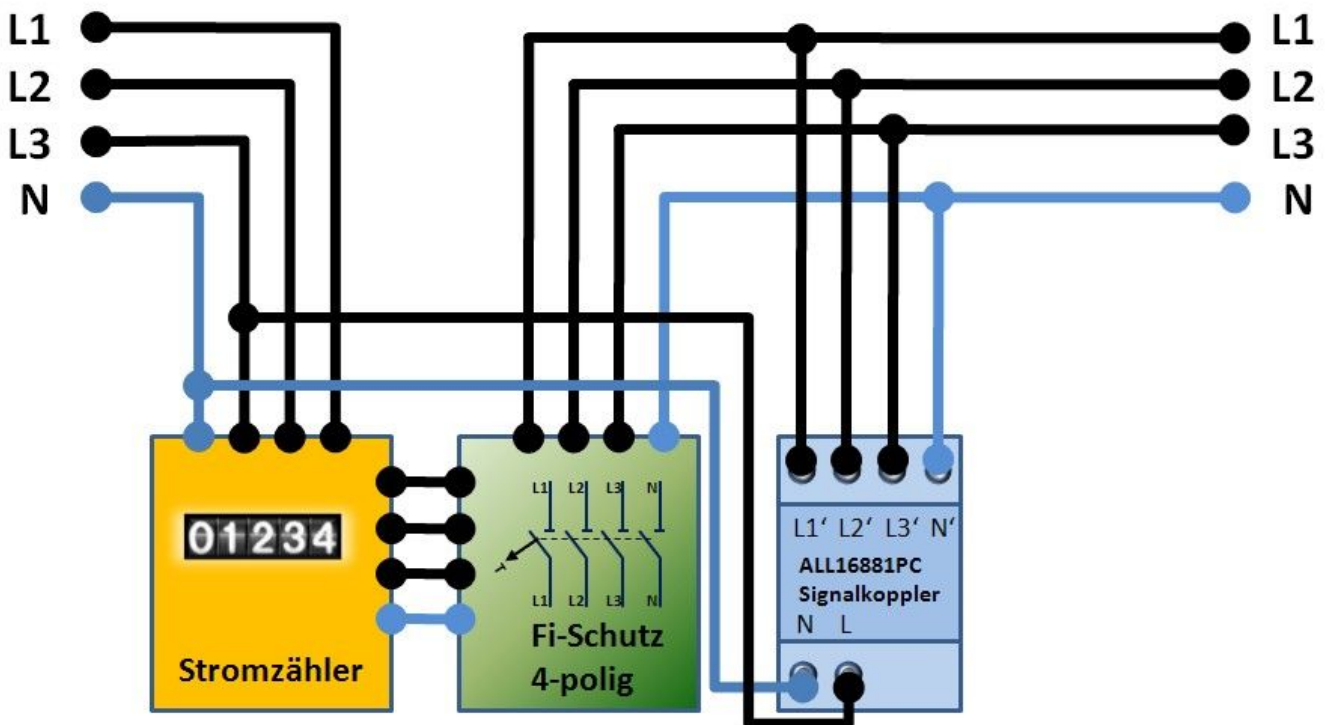 L1
L2
L3
N
L1
L2
L3
N
01234
Stromzähler
L1 L2 L3 N
T
L1 L2 L3 N
Fi-Schutz
4-polig
L1‘ L2‘ L3‘ N‘
ALL16881PC
Signalkoppler
N L